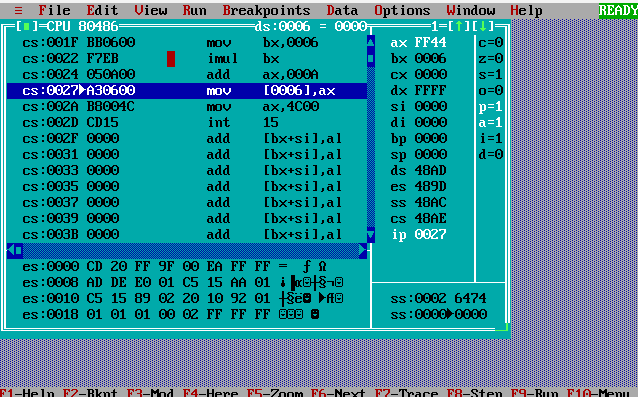 ≡ File Edit View Run Breakpoints Data Options Window Help READY
[■]=CPU 80486 ds:0006 = 0000 1=[↑][↓]
cs:001F BB0600 mov bx,0006 ax FF44 c=0
cs:0022 F7EB imul bx bx 0006 z=0
cs:0024 050A00 add ax,000A cx 0000 s=1
cs:0027►A30600 mov [0006],ax dx FFFF o=0
cs:002A B8004C mov ax,4C00 si 0000 p=1
cs:002D CD15 int 15 di 0000 a=1
cs:002F 0000 add [bx+si],al bp 0000 i=1
cs:0031 0000 add [bx+si],al sp 0000 d=0
cs:0033 0000 add [bx+si],al ds 48AD
cs:0035 0000 add [bx+si],al es 489D
cs:0037 0000 add [bx+si],al ss 48AC
cs:0039 0000 add [bx+si],al cs 48AE
cs:003B 0000 add [bx+si],al ip 0027
es:0000 CD 20 FF 9F 00 EA FF FF = ƒ Ω
es:0008 AD DE E0 01 C5 15 AA 01 ¡▐α☺┼§¬☺
es:0010 C5 15 89 02 20 10 92 01 ┼§ë☻ ►Æ☺ ss:0002 6474
es:0018 01 01 01 00 02 FF FF FF ☺☺☺ ☻ ss:0000►0000
F1-Help F2-Bkpt F3-Mod F4-Here F5-Zoom F6-Next F7-Trace F8-Step F9-Run F10-Menu